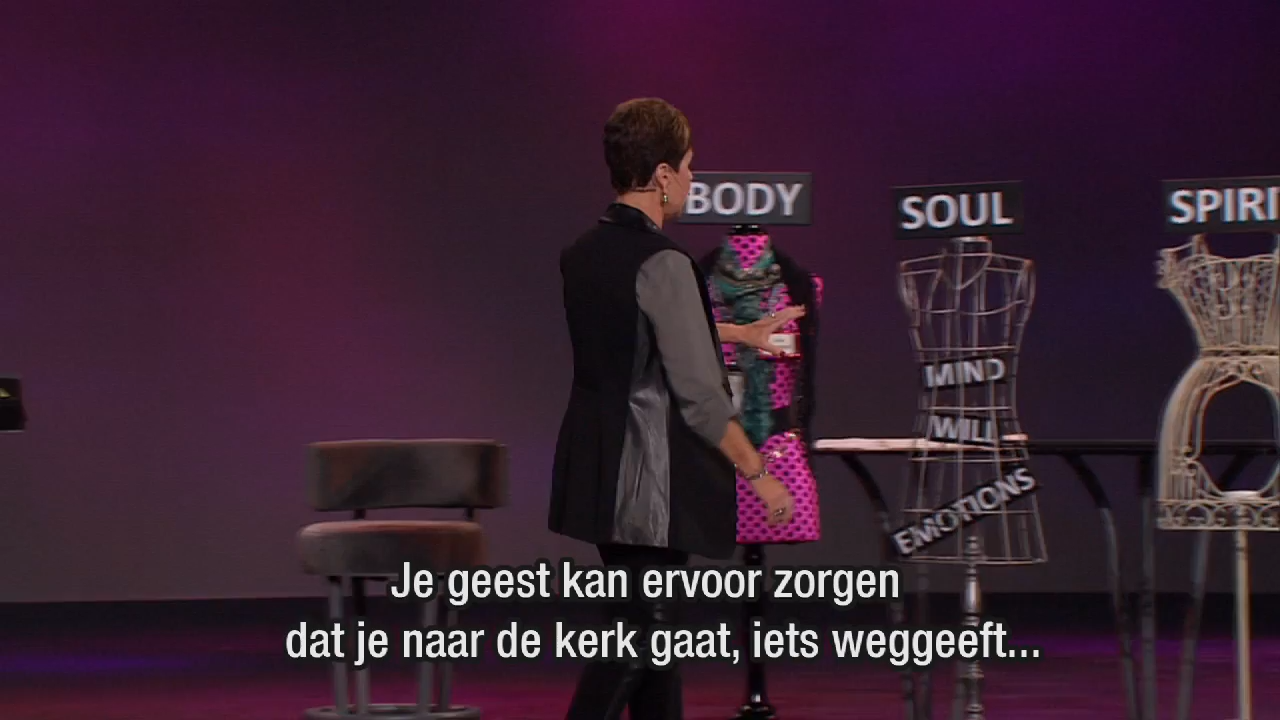 BODY
SOUL
SPIRI
MIND
WILL
EMOTIONS
Je geest kan ervoor zorgen
dat je naar de kerk gaat, iets weggeeft...